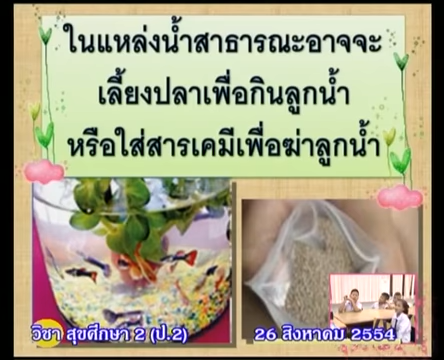 ในแหล่งน้ำสาธารณะอาจจะ
เลี้ยงปลาเพื่อกินลูกน้ำ
หรือใส่สารเคมีเพื่อฆ่าลูกน้ำ
วิชา สุขศึกษา 2 (ป.2)
26 สิงหาคม 2554